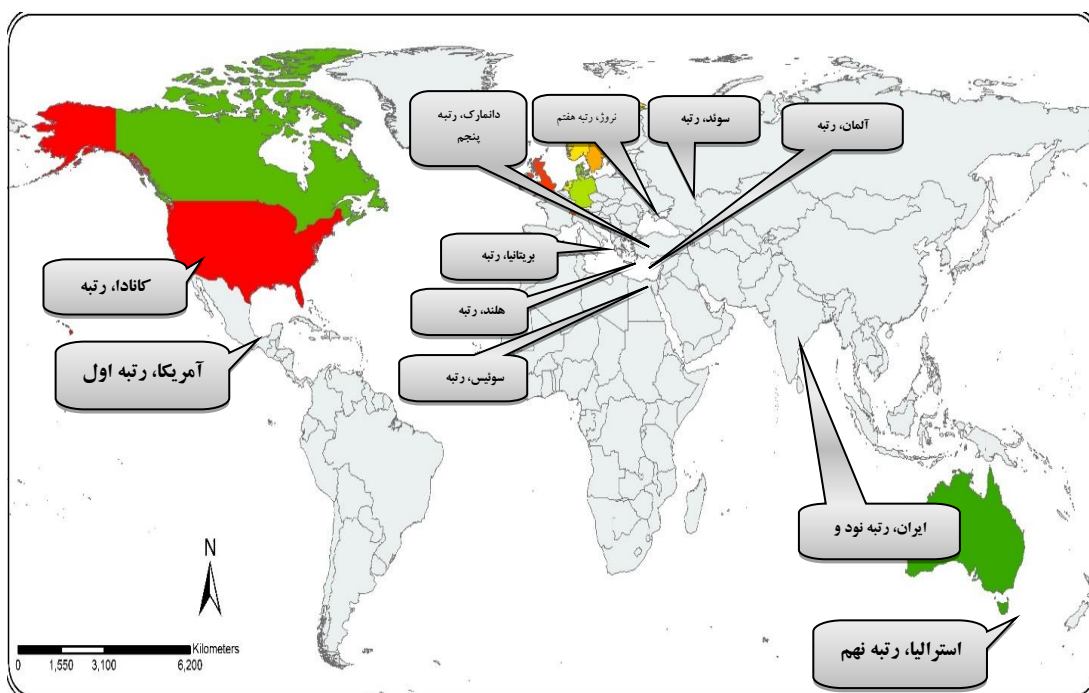 دانمارک، رتبه
پنجم
نروژ، رتبه هفتم
سوئد، رتبه
آلمان، رتبه
بریتانیا، رتبه
کانادا، رتبه
هلند، رتبه
آمریکا، رتبه اول
سوئیس، رتبه
ایران، رتبه نود و
استرالیا، رتبه نهم
N
Kilometers
0 1,550 3,100 6,200